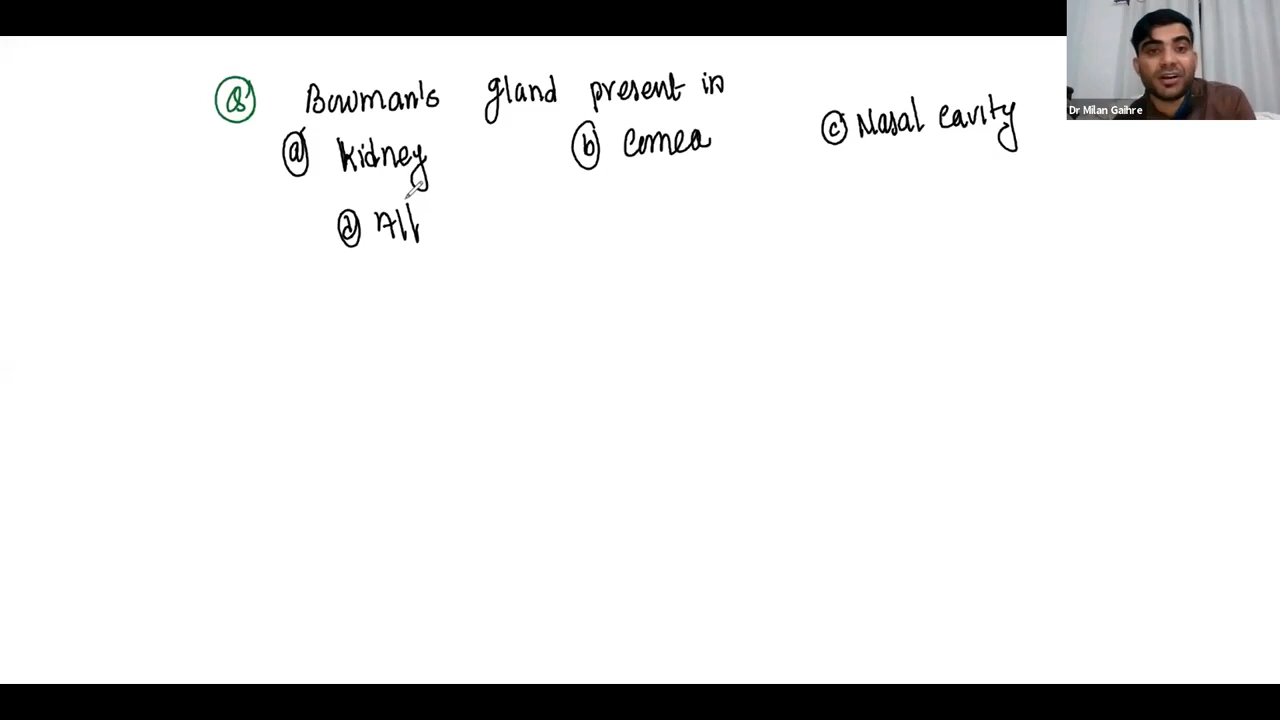 Q Bowman's gland present in
a Kidney b Cornea c Nasal cavity
d All
Dr Milan Gaihre